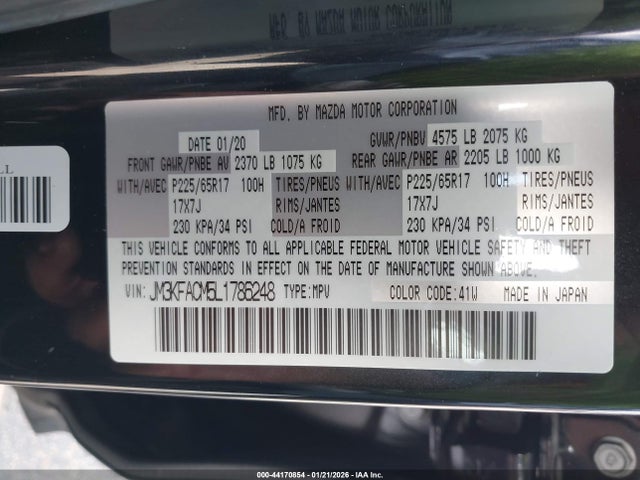 MFD. BY MAZDA MOTOR CORPORATION
DATE 01/20 GVWR/PNBV 4575 LB 2075 KG
FRONT GAWR/PNBE AV 2370 LB 1075 KG REAR GAWR/PNBE AR 2205 LB 1000 KG
WITH/AVEC P225/65R17 100H TIRES/PNEUS WITH/AVEC P225/65R17 100H TIRES/PNEUS
17X7J RIMS/JANTES 17X7J RIMS/JANTES
230 KPA/34 PSI COLD/A FROID 230 KPA/34 PSI COLD/A FROID
THIS VEHICLE CONFORMS TO ALL APPLICABLE FEDERAL MOTOR VEHICLE SAFETY AND THEFT
PREVENTION STANDARDS IN EFFECT ON THE DATE OF MANUFACTURE SHOWN ABOVE.
VIN: JM3KFACM5L1786248 TYPE:MPV COLOR CODE:41W MADE IN JAPAN
000-44170854 - 01/21/2026 - IAA Inc.